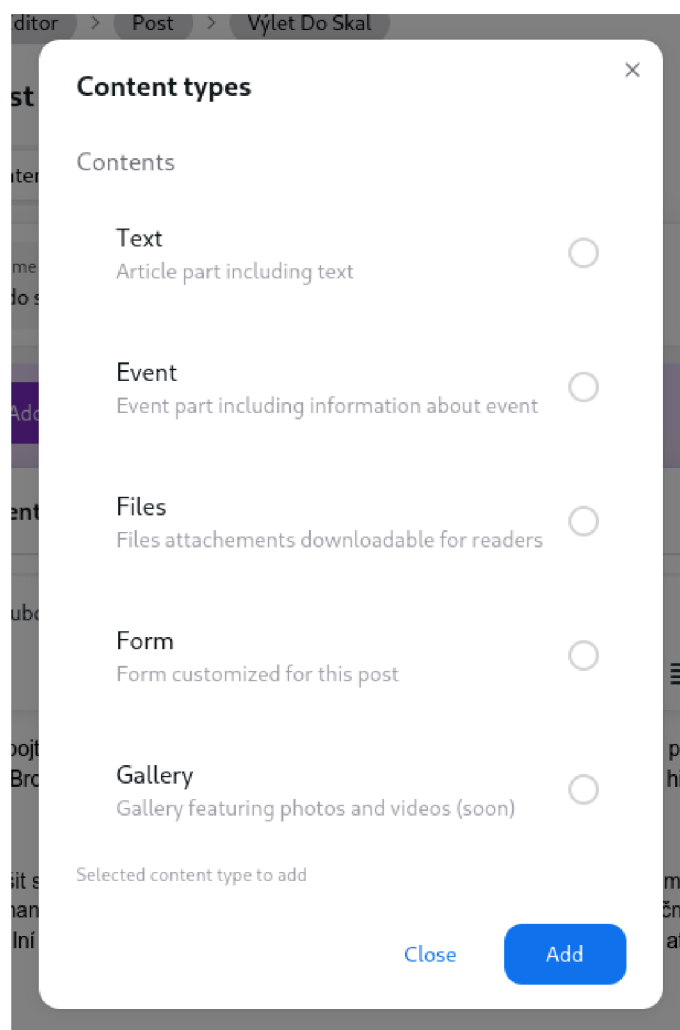 ditor > Post > Výlet Do Skal
Content types
Contents
Text
Article part including text
Event
Event part including information about event
Files
Files attachements downloadable for readers
Form
Form customized for this post
Gallery
Gallery featuring photos and videos (soon)
Selected content type to add
Close
Add